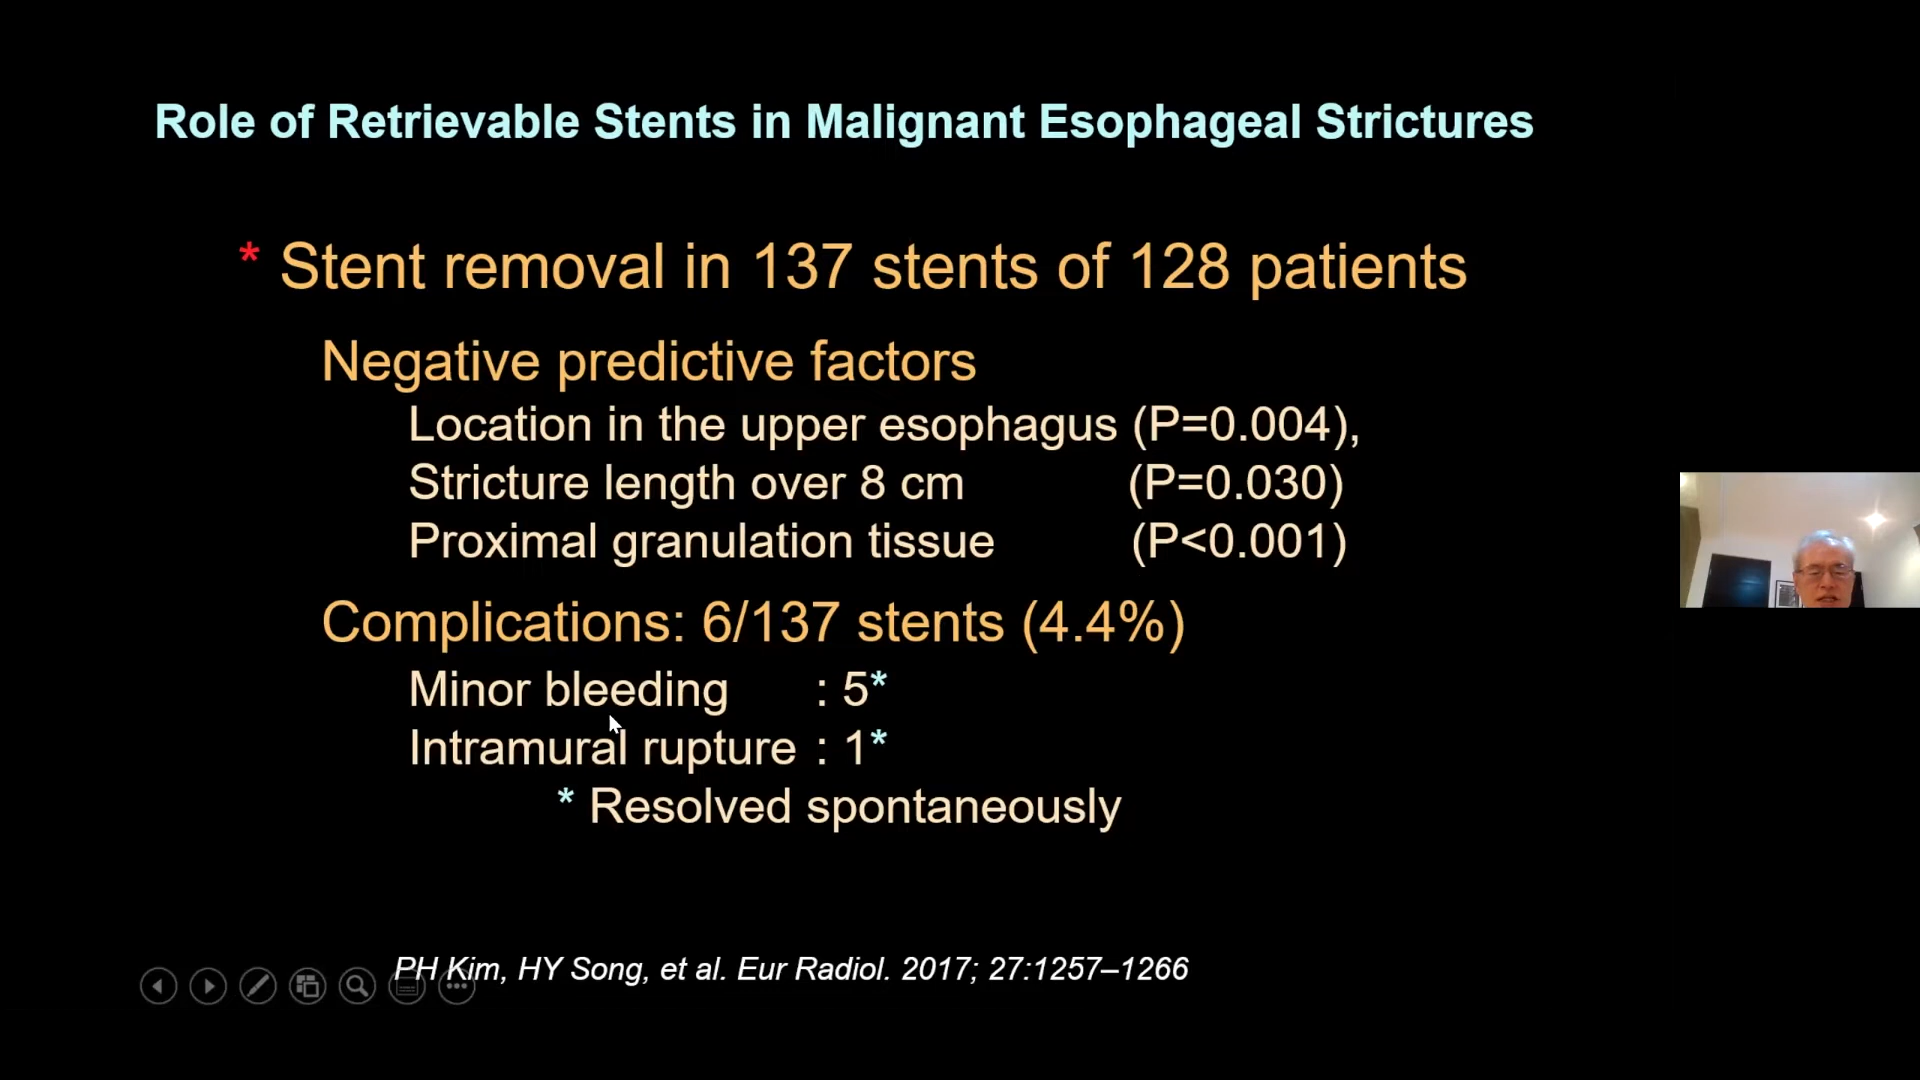 Role of Retrievable Stents in Malignant Esophageal Strictures
* Stent removal in 137 stents of 128 patients
Negative predictive factors
Location in the upper esophagus (P=0.004),
Stricture length over 8 cm (P=0.030)
Proximal granulation tissue (P<0.001)
Complications: 6/137 stents (4.4%)
Minor bleeding : 5*
Intramural rupture : 1*
* Resolved spontaneously
PH Kim, HY Song, et al. Eur Radiol. 2017; 27:1257–1266